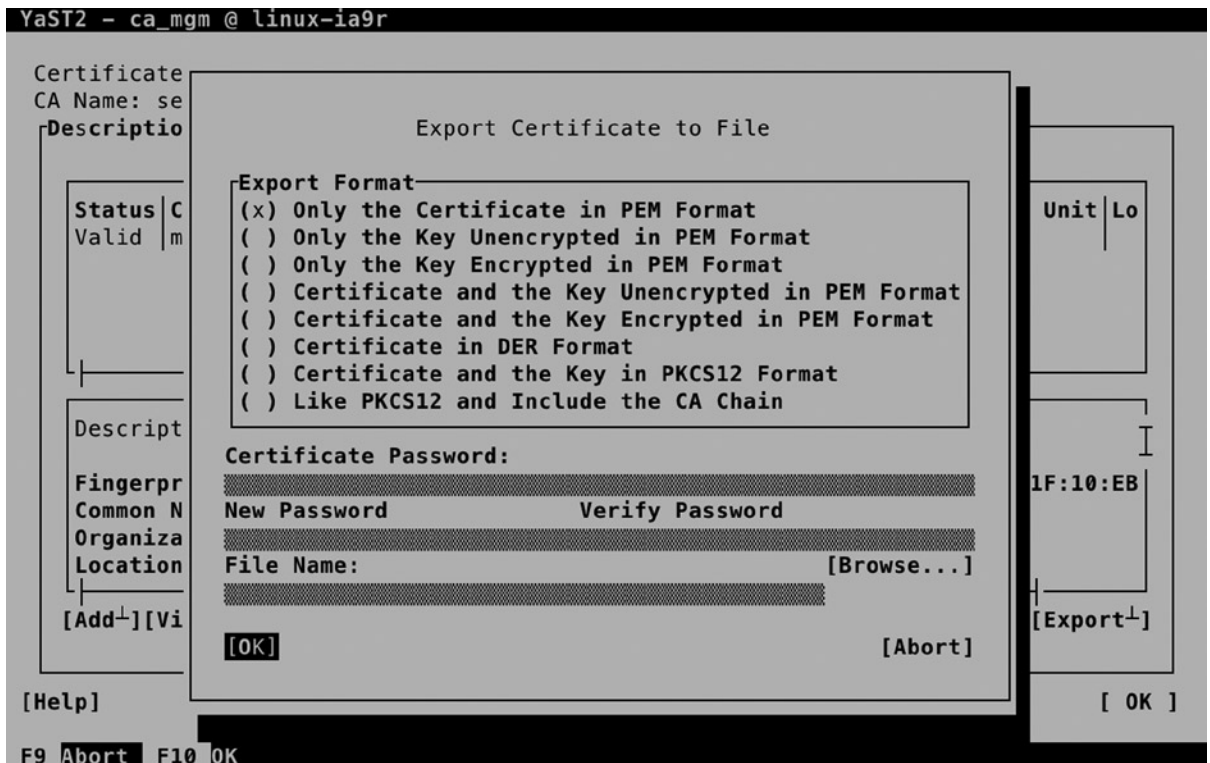 YaST2 - ca_mgm @ linux-ia9r
Certificate
CA Name: se
Descriptio
Export Certificate to File
Export Format
Status|C
(x) Only the Certificate in PEM Format
Unit|Lo
Valid |m
( ) Only the Key Unencrypted in PEM Format
( ) Only the Key Encrypted in PEM Format
( ) Certificate and the Key Unencrypted in PEM Format
( ) Certificate and the Key Encrypted in PEM Format
( ) Certificate in DER Format
( ) Certificate and the Key in PKCS12 Format
( ) Like PKCS12 and Include the CA Chain
Descript
Certificate Password:
Fingerpr
1F:10:EB
Common N
New Password Verify Password
Organiza
Location
File Name: [Browse...]
[Add┴][Vi
[Export┴]
[OK] [Abort]
[Help] [ OK ]
F9 Abort F10 OK